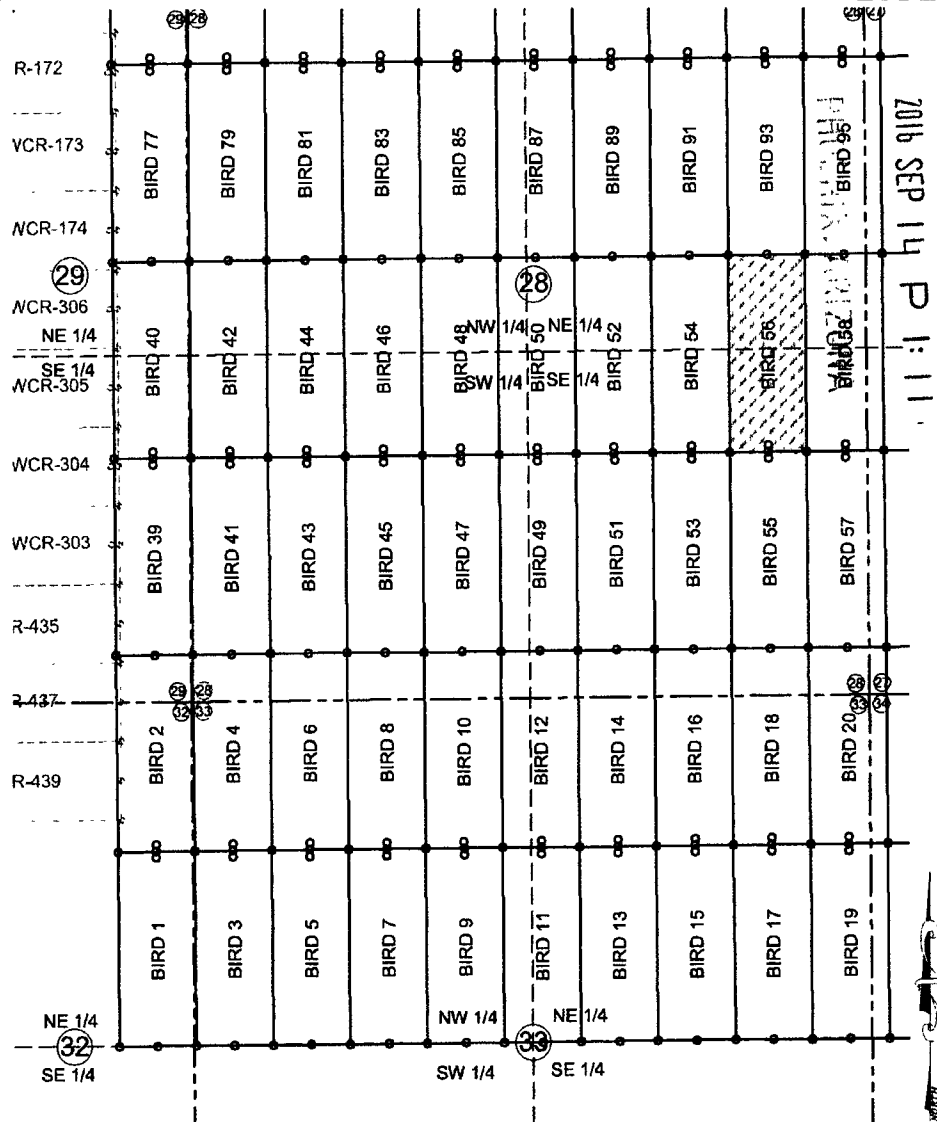 29 28
28 27
R-172
WCR-173
BIRD 77 BIRD 79 BIRD 81 BIRD 83 BIRD 85 BIRD 87 BIRD 89 BIRD 91 BIRD 93 BIRD 95
2016 SEP 14 P 1:11
WCR-174
29
28
WCR-306
NE 1/4 NW 1/4 NE 1/4
BIRD 40 BIRD 42 BIRD 44 BIRD 46 BIRD 48 BIRD 50 BIRD 52 BIRD 54 BIRD 56 BIRD 58
SE 1/4 SW 1/4 SE 1/4
WCR-305
WCR-304
WCR-303
BIRD 39 BIRD 41 BIRD 43 BIRD 45 BIRD 47 BIRD 49 BIRD 51 BIRD 53 BIRD 55 BIRD 57
R-435
29 28
32 33
28 27
33 34
R-437
BIRD 2 BIRD 4 BIRD 6 BIRD 8 BIRD 10 BIRD 12 BIRD 14 BIRD 16 BIRD 18 BIRD 20
R-439
BIRD 1 BIRD 3 BIRD 5 BIRD 7 BIRD 9 BIRD 11 BIRD 13 BIRD 15 BIRD 17 BIRD 19
NE 1/4 NW 1/4 NE 1/4
32 33
SE 1/4 SW 1/4 SE 1/4
NORTH